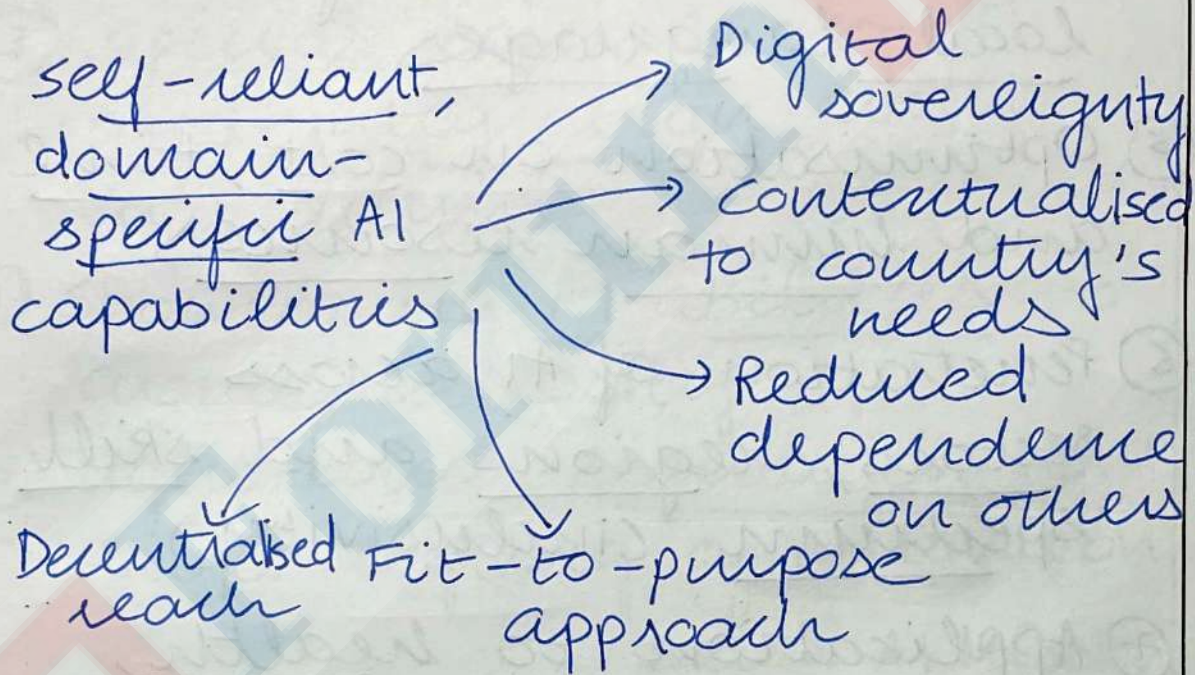 self-reliant,
domain-
specific AI
capabilities
Digital
sovereignty
contextualised
to country's
needs
Reduced
dependence
on others
Decentralised
reach
Fit-to-purpose
approach
Forum